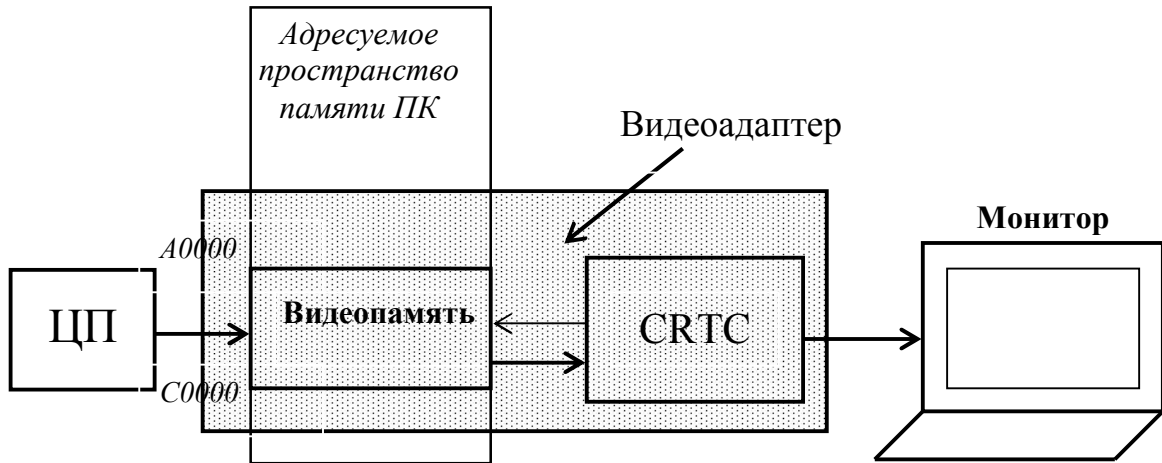 Адресуемое
пространство
памяти ПК
Видеоадаптер
Монитор
A0000
ЦП
Видеопамять
CRTC
C0000